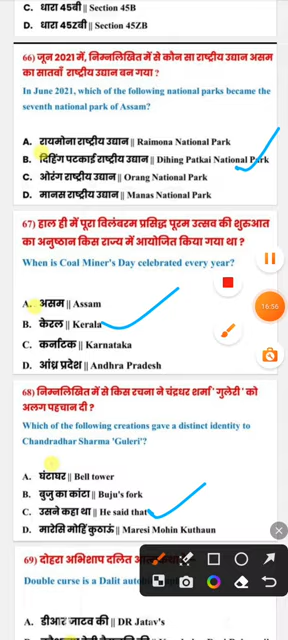 C. धारा 45बी || Section 45B
D. धारा 45Zबी || Section 45ZB
66) जून 2021 में, निम्नलिखित में से कौन सा राष्ट्रीय उद्यान असम
का सातवाँ राष्ट्रीय उद्यान बन गया ?
In June 2021, which of the following national parks became the
seventh national park of Assam?
A. रायमोना राष्ट्रीय उद्यान || Raimona National Park
B. दिहिंग पटकाई राष्ट्रीय उद्यान || Dihing Patkai National Park
C. ओरंग राष्ट्रीय उद्यान || Orang National Park
D. मानस राष्ट्रीय उद्यान || Manas National Park
67) हाल ही में पूरा विलंबरम प्रसिद्ध पूरम उत्सव की शुरुआत
का अनुष्ठान किस राज्य में आयोजित किया गया था ?
When is Coal Miner's Day celebrated every year?
16:56
A. असम || Assam
B. केरल || Kerala
C. कर्नाटक || Karnataka
D. आंध्र प्रदेश || Andhra Pradesh
68) निम्नलिखित में से किस रचना ने चंद्रधर शर्मा ' गुलेरी ' को
अलग पहचान दी ?
Which of the following creations gave a distinct identity to
Chandradhar Sharma 'Guleri'?
A. घंटाघर || Bell tower
B. बुजु का कांटा || Buju's fork
C. उसने कहा था || He said that
D. मारेसि मोहिं कुठाऊं || Maresi Mohin Kuthaun
69) दोहरा अभिशाप दलित
Double curse is a Dalit
A. डीआर जाटव की || DR Jatav's